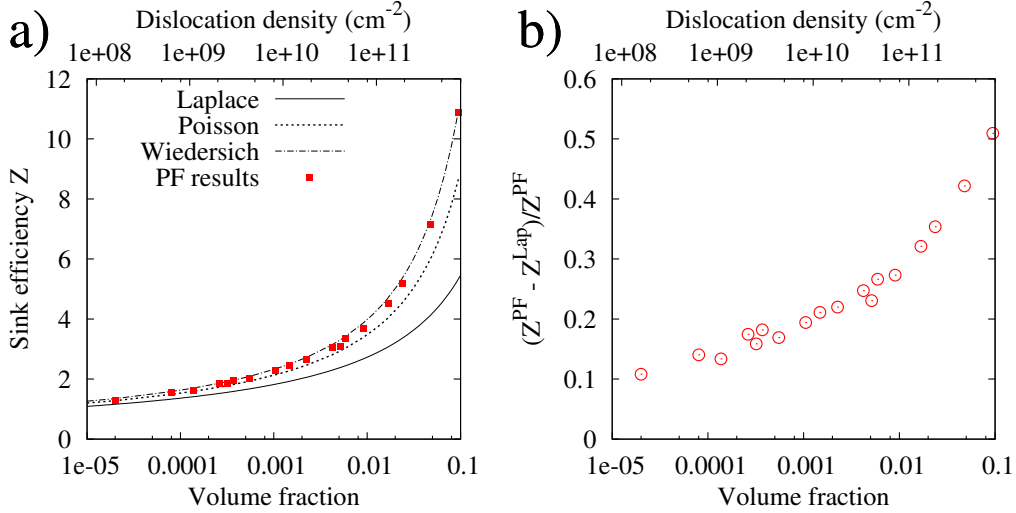 a)
Dislocation density (cm-2)
1e+08 1e+09 1e+10 1e+11
Sink efficiency Z
12
10
8
6
4
2
0
Laplace
Poisson
Wiedersich
PF results
1e-05 0.0001 0.001 0.01 0.1
Volume fraction
b)
Dislocation density (cm-2)
1e+08 1e+09 1e+10 1e+11
(ZPF - ZLap)/ZPF
0.6
0.5
0.4
0.3
0.2
0.1
0
1e-05 0.0001 0.001 0.01 0.1
Volume fraction